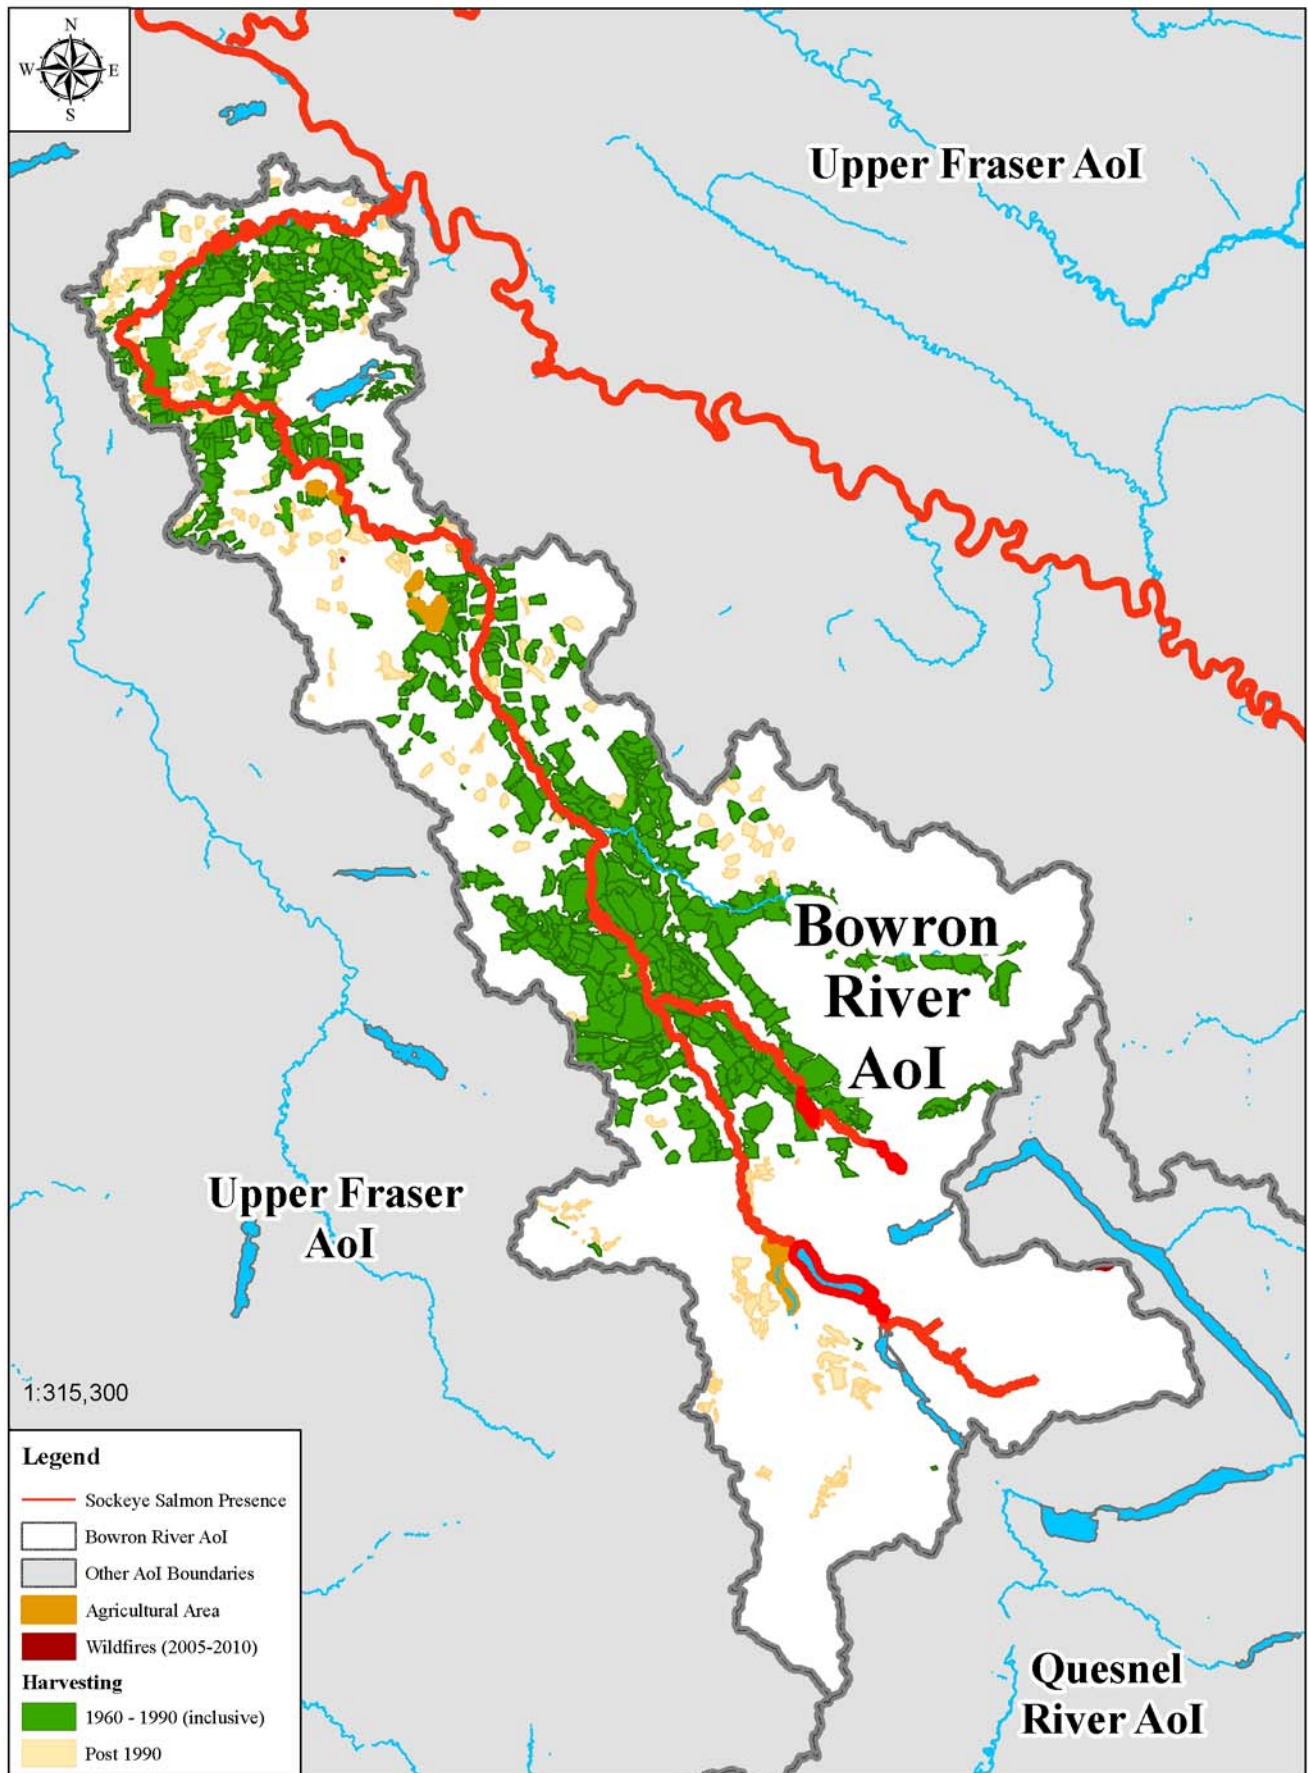 N
W E
S
Upper Fraser AoI
Bowron
River
AoI
Upper Fraser
AoI
1:315,300
Legend
Sockeye Salmon Presence
Bowron River AoI
Other AoI Boundaries
Agricultural Area
Wildfires (2005-2010)
Harvesting
1960 - 1990 (inclusive)
Post 1990
Quesnel
River AoI